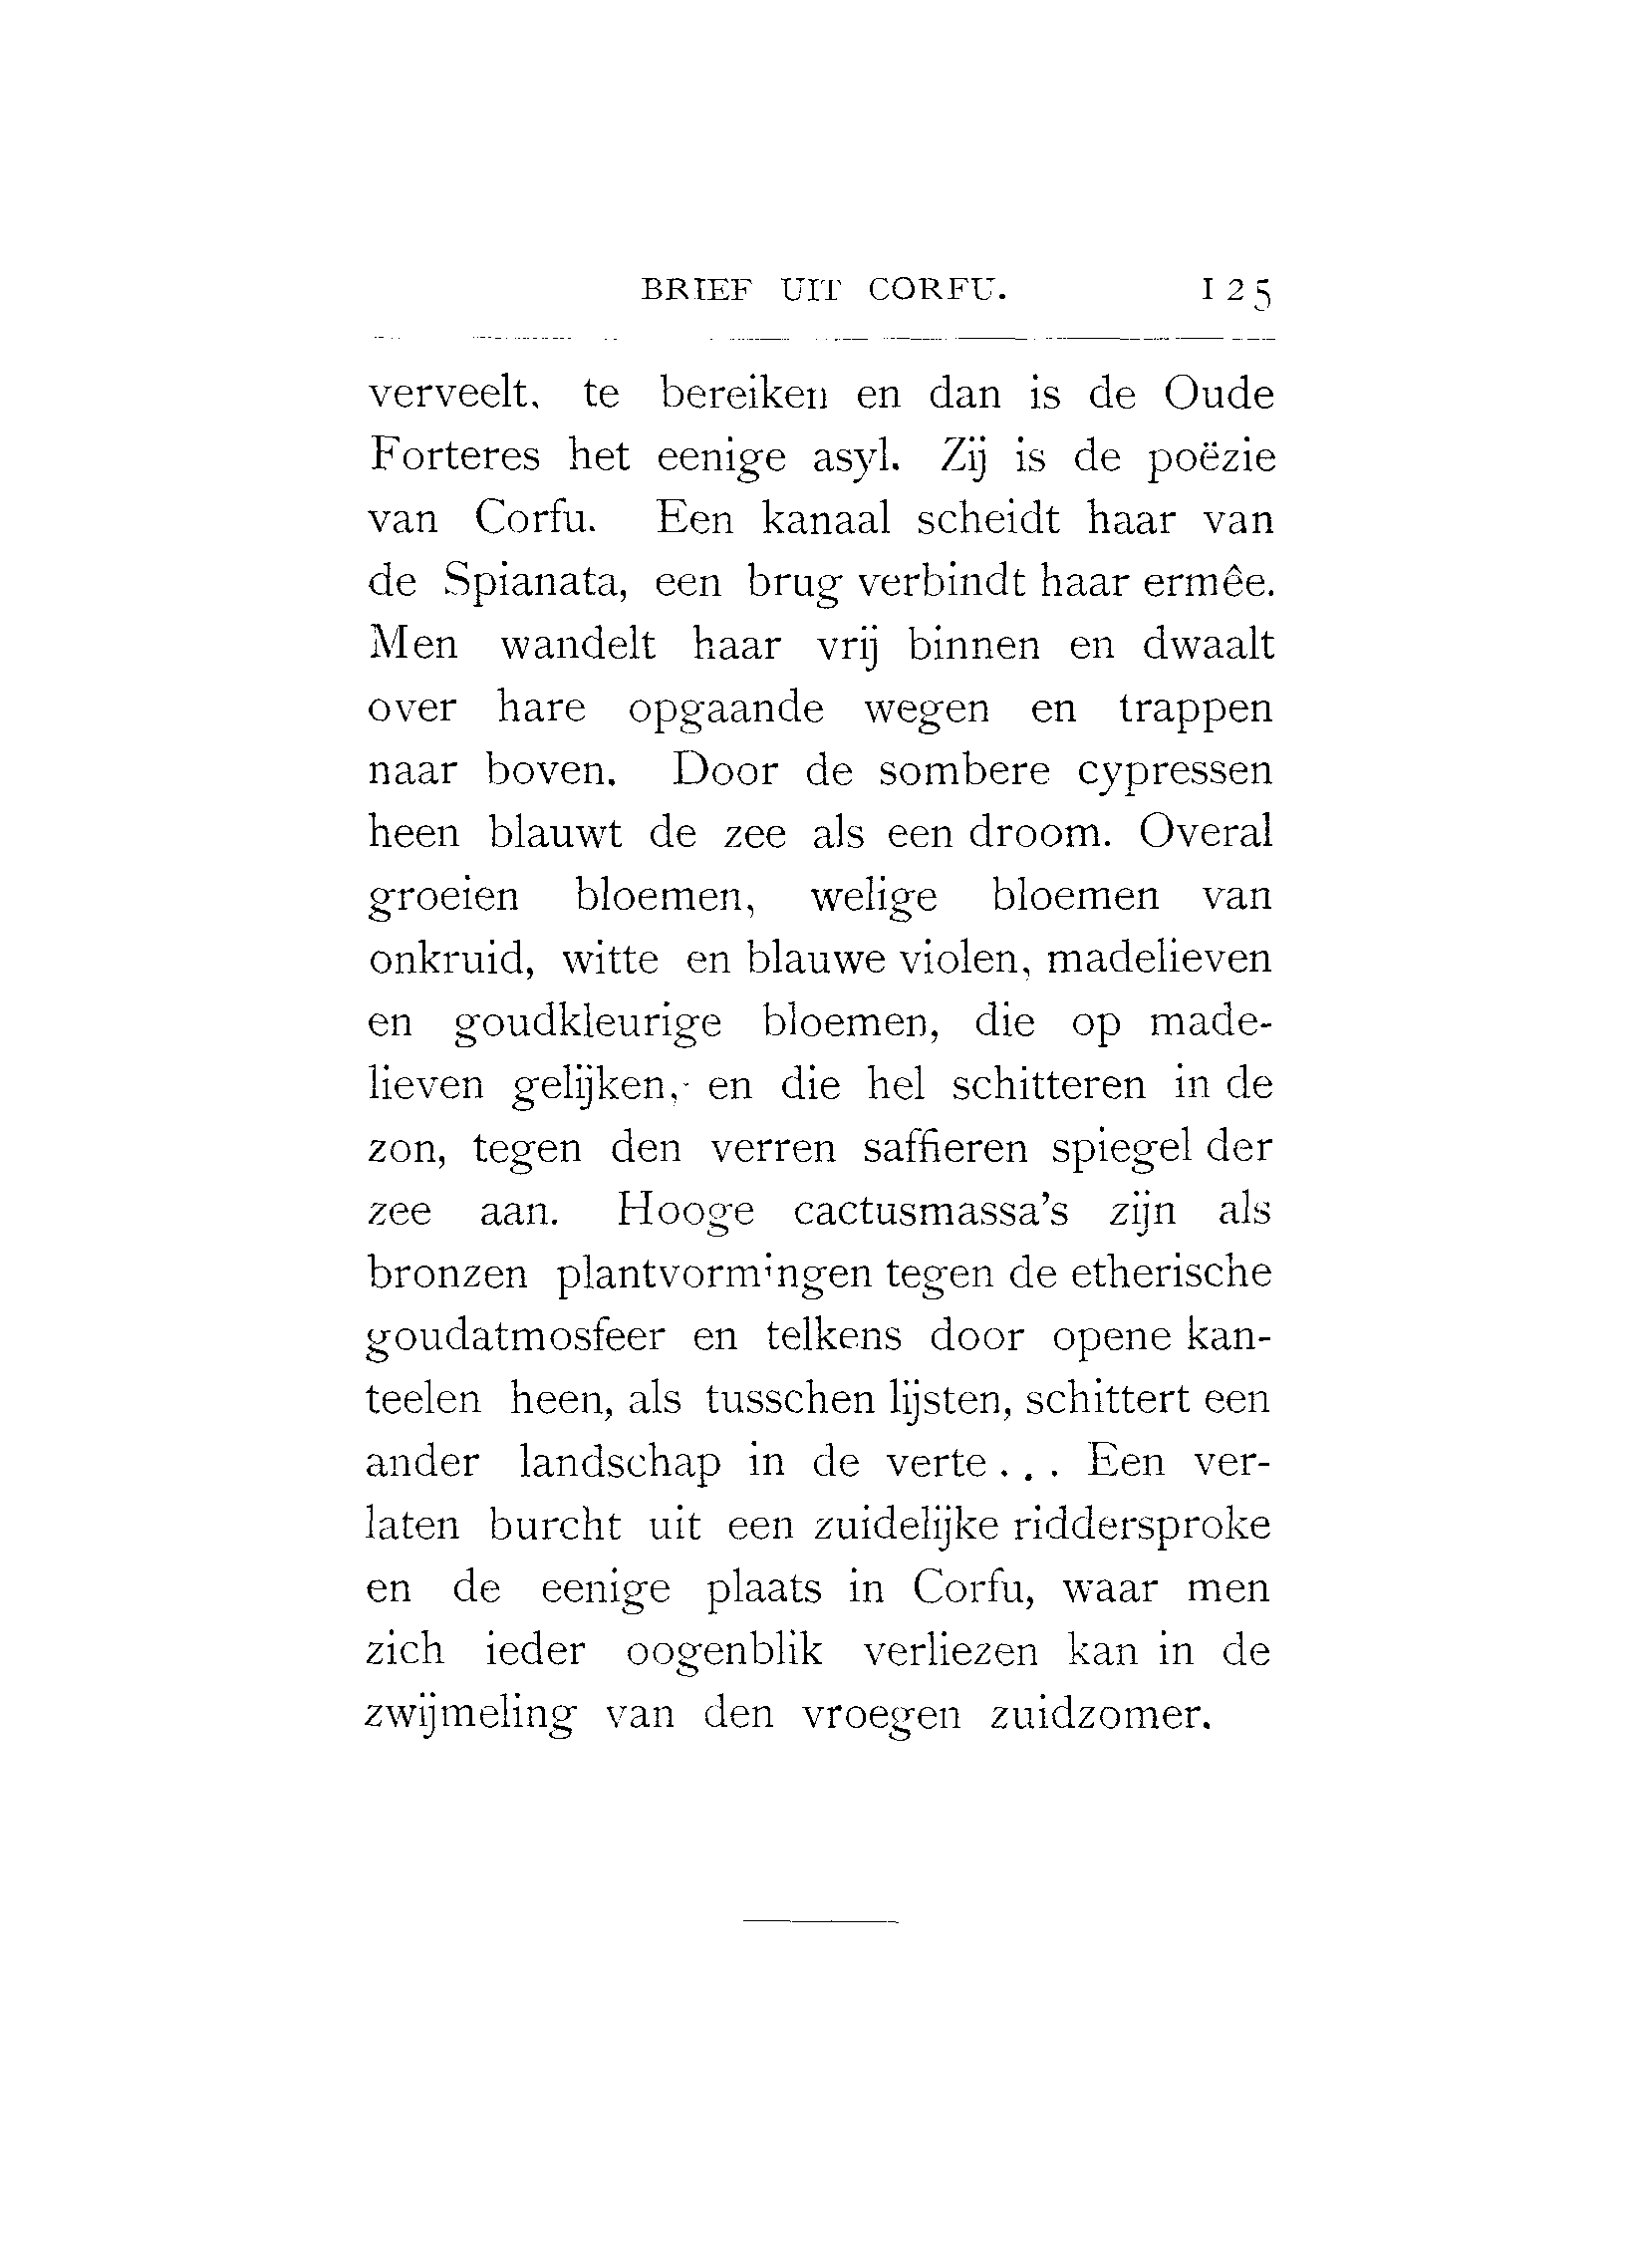 BRIEF UIT CORFU. 125
verveelt, te bereiken en dan is de Oude
Forteres het eenige asyl. Zij is de poëzie
van Corfu. Een kanaal scheidt haar van
de Spianata, een brug verbindt haar ermêe.
Men wandelt haar vrij binnen en dwaalt
over hare opgaande wegen en trappen
naar boven. Door de sombere cypressen
heen blauwt de zee als een droom. Overal
groeien bloemen, welige bloemen van
onkruid, witte en blauwe violen, madelieven
en goudkleurige bloemen, die op made-
lieven gelijken, en die hel schitteren in de
zon, tegen den verren saffieren spiegel der
zee aan. Hooge cactusmassa's zijn als
bronzen plantvormingen tegen de etherische
goudatmosfeer en telkens door opene kan-
teelen heen, als tusschen lijsten, schittert een
ander landschap in de verte... Een ver-
laten burcht uit een zuidelijke riddersproke
en de eenige plaats in Corfu, waar men
zich ieder oogenblik verliezen kan in de
zwijmeling van den vroegen zuidzomer.